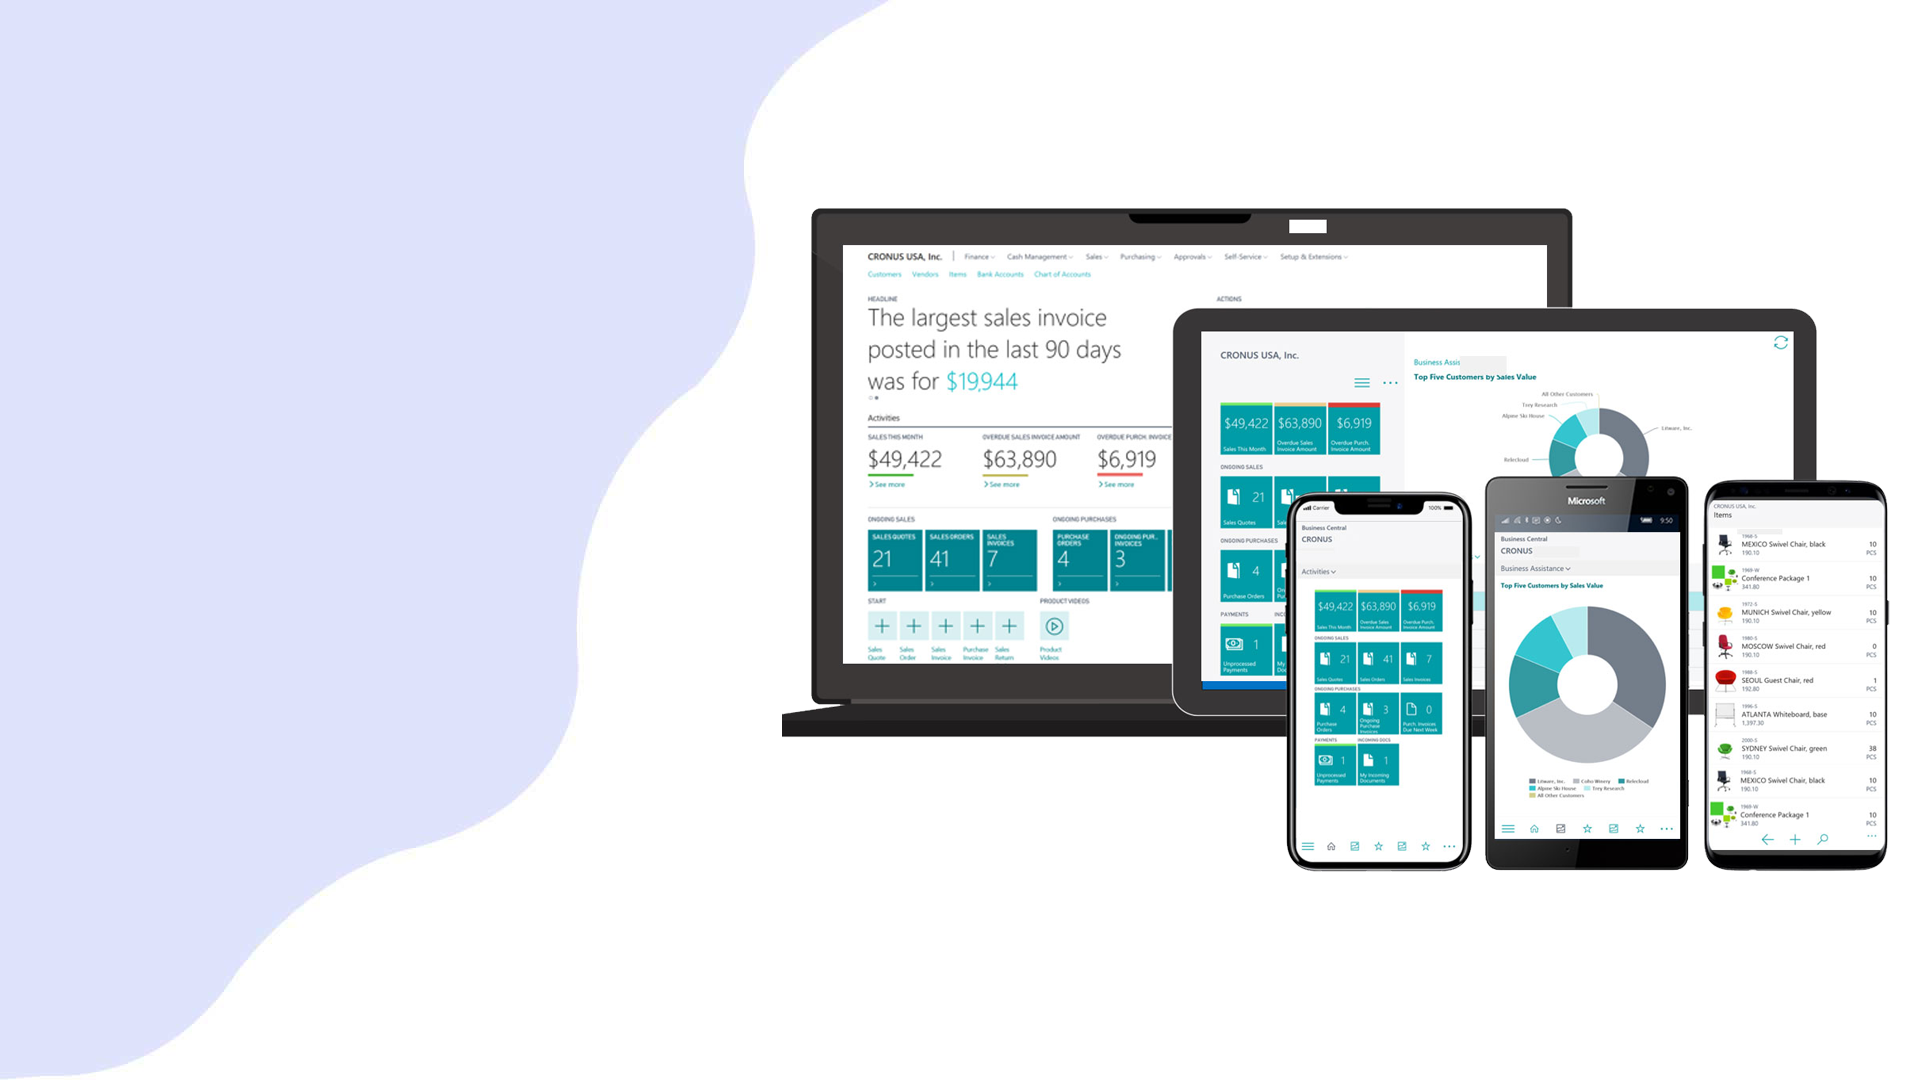 CRONUS USA, Inc. | Finance Cash Management Sales Purchasing Approvals Self-Service Setup & Extensions
Customers Vendors Items Bank Accounts Chart of Accounts
HEADLINE
The largest sales invoice
posted in the last 90 days
was for $19,944
ACTIONS
Activities
SALES THIS MONTH
$49,422
See more
OVERDUE SALES INVOICE AMOUNT
$63,890
See more
OVERDUE PURCH. INVOICE
$6,919
See more
ONGOING SALES
SALES QUOTES
21
SALES ORDERS
41
SALES
INVOICES
7
ONGOING PURCHASES
PURCHASE
ORDERS
4
ONGOING PUR...
INVOICES
3
START
Sales
Quote
Sales
Order
Sales
Invoice
Purchase
Invoice
Sales
Return
PRODUCT VIDEOS
Product
Videos
CRONUS USA, Inc.
$49,422
Sales This Month
$63,890
Overdue Sales
Invoice Amount
$6,919
Overdue Purch.
Invoice Amount
ONGOING SALES
21
Sales Quotes
ONGOING PURCHASES
4
Purchase Orders
PAYMENTS
1
Unprocessed
Payments
Business Assis
Top Five Customers by Sales Value
All Other Customers
Trey Research
Alpine Ski House
Litware, Inc.
Relecloud
Carrier 100%
Business Central
CRONUS
Activities
$49,422
Sales This Month
$63,890
Overdue Sales
Invoice Amount
$6,919
Overdue Purch.
Invoice Amount
ONGOING SALES
21
Sales Quotes
41
Sales Orders
7
Sales Invoices
ONGOING PURCHASES
4
Purchase
Orders
3
Ongoing
Purchase
Invoices
0
Purch. Invoices
Due Next Week
PAYMENTS
1
Unprocessed
Payments
INCOMING DOCS
1
My Incoming
Documents
Microsoft
9:50
Business Central
CRONUS
Business Assistance
Top Five Customers by Sales Value
Litware, Inc. Coho Winery Relecloud
Alpine Ski House Trey Research
All Other Customers
CRONUS USA, Inc.
Items
1968-S
MEXICO Swivel Chair, black 10
190.10 PCS
1969-W
Conference Package 1 10
341.80 PCS
1972-S
MUNICH Swivel Chair, yellow 10
190.10 PCS
1980-S
MOSCOW Swivel Chair, red 0
190.10 PCS
1988-S
SEOUL Guest Chair, red 1
192.80 PCS
1996-S
ATLANTA Whiteboard, base 10
1,397.30 PCS
2000-S
SYDNEY Swivel Chair, green 38
190.10 PCS
1968-S
MEXICO Swivel Chair, black 10
190.10 PCS
1969-W
Conference Package 1 10
341.80 PCS